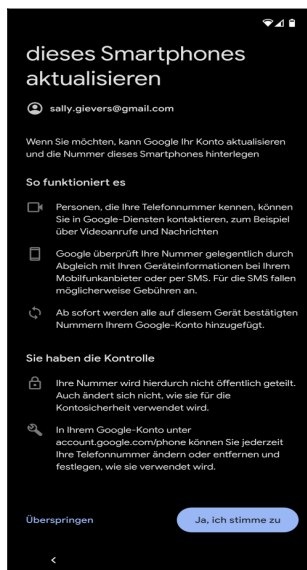 dieses Smartphones
aktualisieren
sally.gievers@gmail.com
Wenn Sie möchten, kann Google Ihr Konto aktualisieren
und die Nummer dieses Smartphones hinterlegen
So funktioniert es
Personen, die Ihre Telefonnummer kennen, können
Sie in Google-Diensten kontaktieren, zum Beispiel
über Videoanrufe und Nachrichten
Google überprüft Ihre Nummer gelegentlich durch
Abgleich mit Ihren Geräteinformationen bei Ihrem
Mobilfunkanbieter oder per SMS. Für die SMS fallen
möglicherweise Gebühren an.
Ab sofort werden alle auf diesem Gerät bestätigten
Nummern Ihrem Google-Konto hinzugefügt.
Sie haben die Kontrolle
Ihre Nummer wird hierdurch nicht öffentlich geteilt.
Auch ändert sich nicht, wie sie für die
Kontosicherheit verwendet wird.
In Ihrem Google-Konto unter
account.google.com/phone können Sie jederzeit
Ihre Telefonnummer ändern oder entfernen und
festlegen, wie sie verwendet wird.
Überspringen
Ja, ich stimme zu